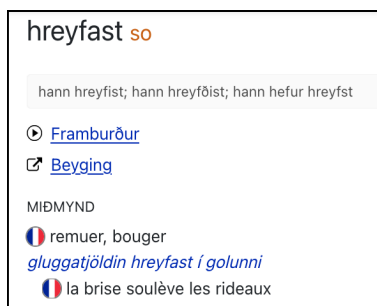 hreyfast so
hann hreyfist; hann hreyfðist; hann hefur hreyfst
Framburður
Beyging
MIÐMYND
remuer, bouger
gluggatjöldin hreyfast í golunni
la brise soulève les rideaux